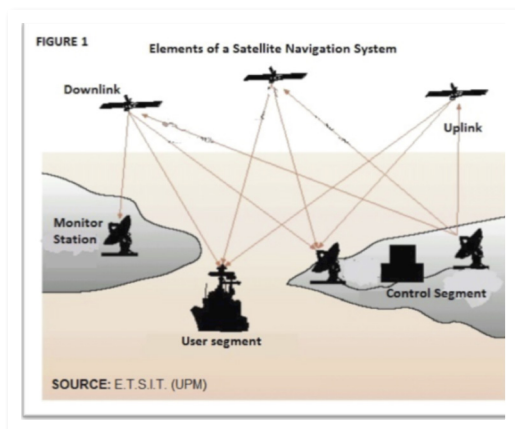 FIGURE 1
Elements of a Satellite Navigation System
Downlink
Uplink
Monitor
Station
Control Segment
User segment
SOURCE: E.T.S.I.T. (UPM)